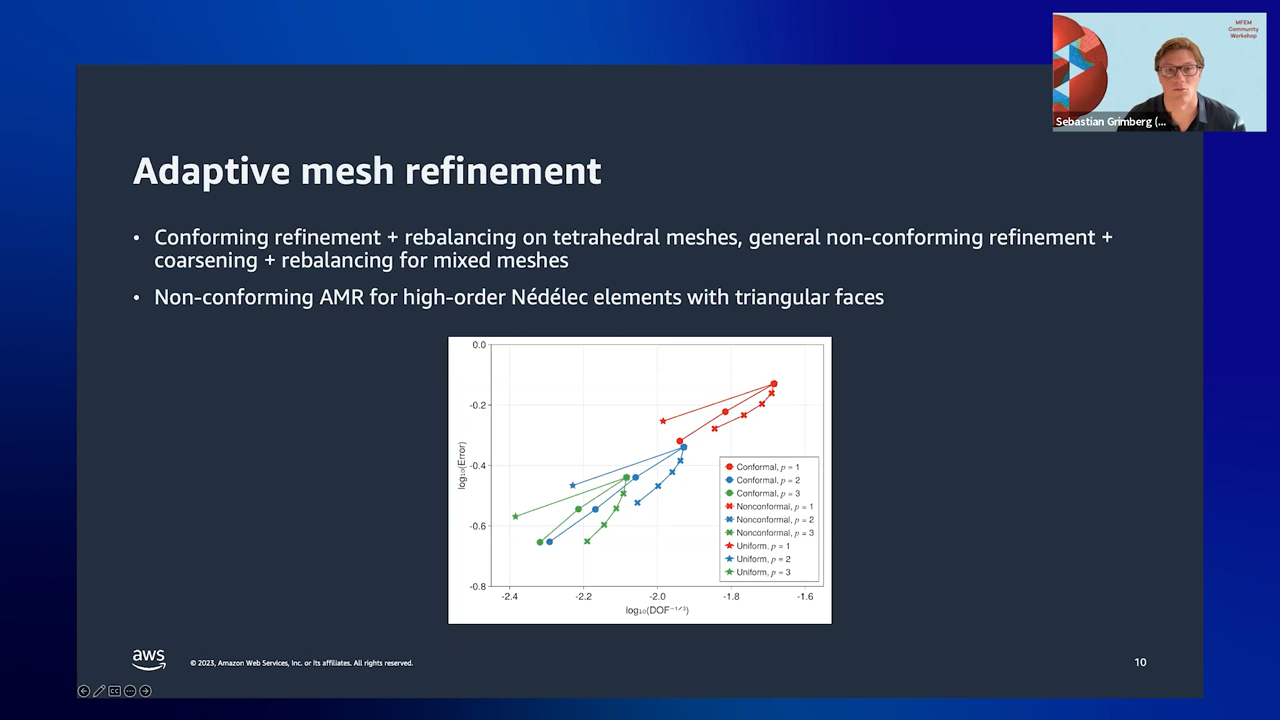 MFEM
Community
Workshop
Sebastian Grimberg (...
Adaptive mesh refinement
• Conforming refinement + rebalancing on tetrahedral meshes, general non-conforming refinement +
coarsening + rebalancing for mixed meshes
• Non-conforming AMR for high-order Nédélec elements with triangular faces
0.0
-0.2
-0.4
-0.6
-0.8
log₁₀(Error)
Conformal, p = 1
Conformal, p = 2
Conformal, p = 3
Nonconformal, p = 1
Nonconformal, p = 2
Nonconformal, p = 3
Uniform, p = 1
Uniform, p = 2
Uniform, p = 3
-2.4 -2.2 -2.0 -1.8 -1.6
log₁₀(DOF⁻¹ᐟ³)
aws
© 2023, Amazon Web Services, Inc. or its affiliates. All rights reserved.
10
CC